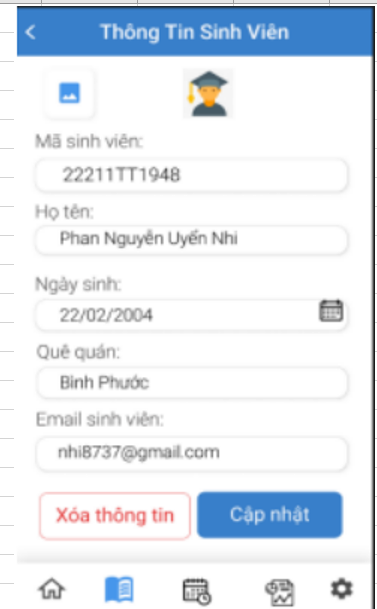 Thông Tin Sinh Viên
Mã sinh viên:
22211TT1948
Họ tên:
Phan Nguyễn Uyển Nhi
Ngày sinh:
22/02/2004
Quê quán:
Bình Phước
Email sinh viên:
nhi8737@gmail.com
Xóa thông tin
Cập nhật